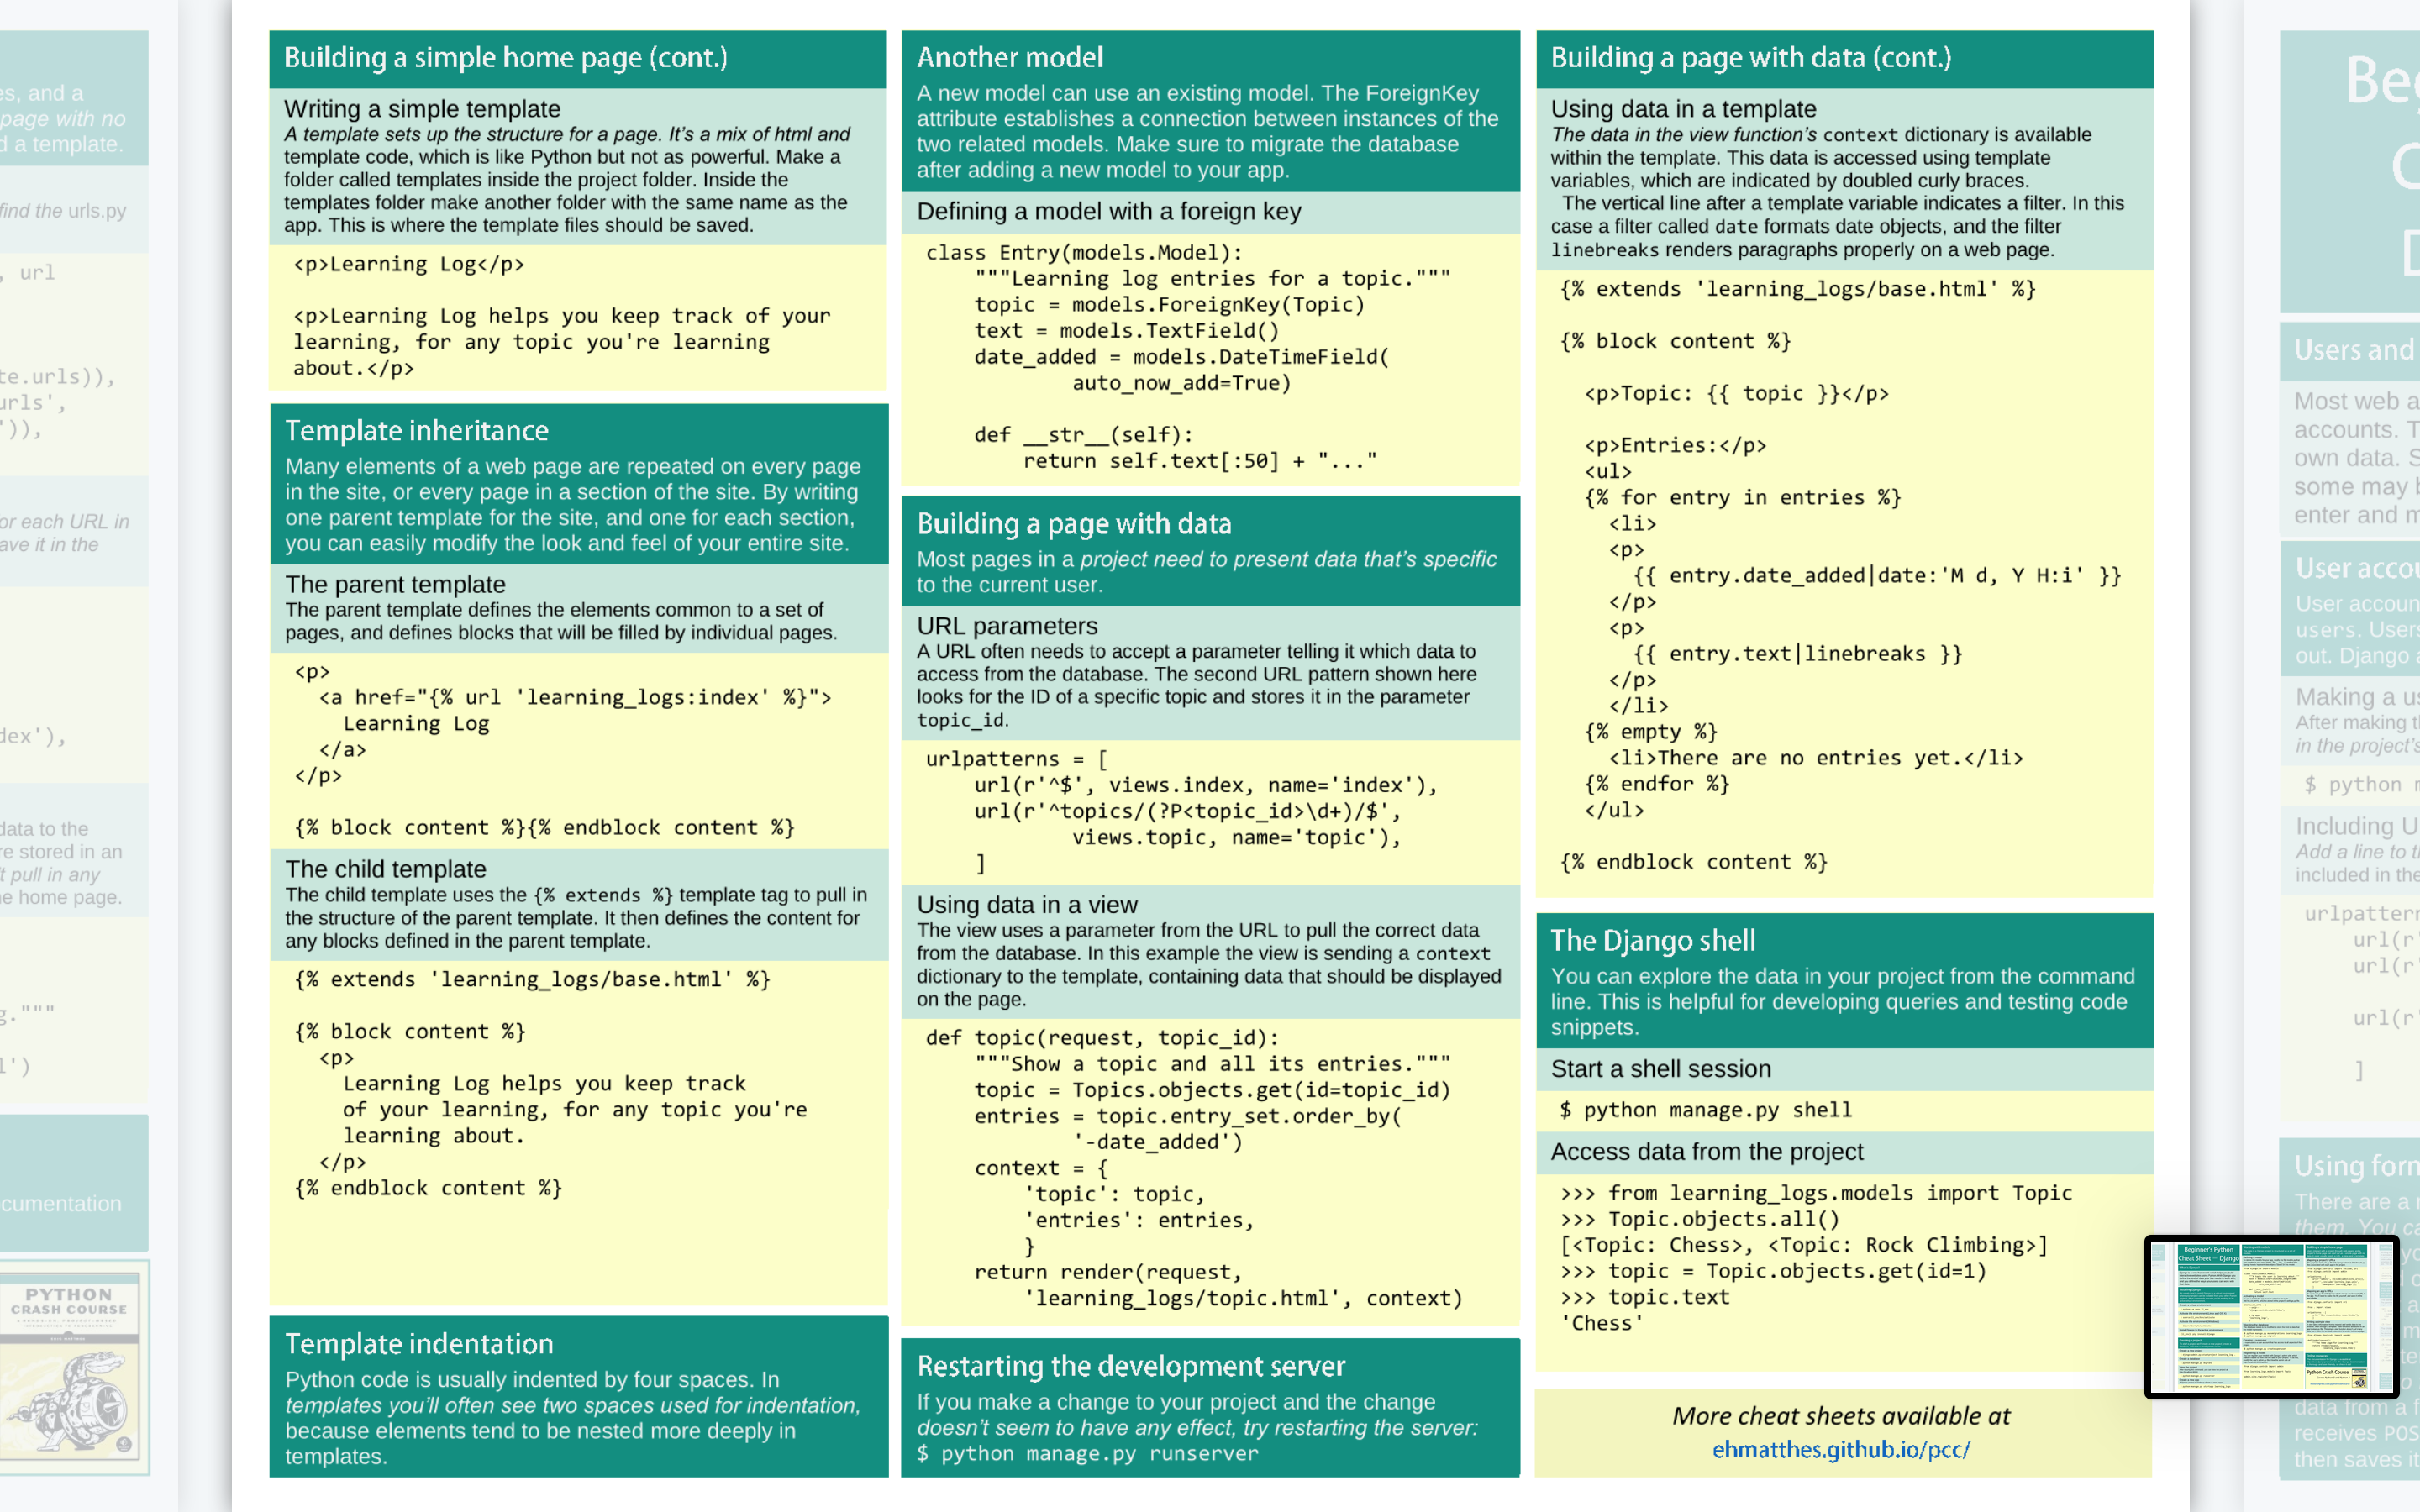 Building a simple home page (cont.)
Writing a simple template
A template sets up the structure for a page. It’s a mix of html and
template code, which is like Python but not as powerful. Make a
folder called templates inside the project folder. Inside the
templates folder make another folder with the same name as the
app. This is where the template files should be saved.
<p>Learning Log</p>
<p>Learning Log helps you keep track of your
learning, for any topic you're learning
about.</p>
Template inheritance
Many elements of a web page are repeated on every page
in the site, or every page in a section of the site. By writing
one parent template for the site, and one for each section,
you can easily modify the look and feel of your entire site.
The parent template
The parent template defines the elements common to a set of
pages, and defines blocks that will be filled by individual pages.
<p>
  <a href="{% url 'learning_logs:index' %}">
    Learning Log
  </a>
</p>
{% block content %}{% endblock content %}
The child template
The child template uses the {% extends %} template tag to pull in
the structure of the parent template. It then defines the content for
any blocks defined in the parent template.
{% extends 'learning_logs/base.html' %}
{% block content %}
  <p>
    Learning Log helps you keep track
    of your learning, for any topic you're
    learning about.
  </p>
{% endblock content %}
Template indentation
Python code is usually indented by four spaces. In
templates you’ll often see two spaces used for indentation,
because elements tend to be nested more deeply in
templates.
Another model
A new model can use an existing model. The ForeignKey
attribute establishes a connection between instances of the
two related models. Make sure to migrate the database
after adding a new model to your app.
Defining a model with a foreign key
class Entry(models.Model):
    """Learning log entries for a topic."""
    topic = models.ForeignKey(Topic)
    text = models.TextField()
    date_added = models.DateTimeField(
            auto_now_add=True)
    def __str__(self):
        return self.text[:50] + "..."
Building a page with data
Most pages in a project need to present data that’s specific
to the current user.
URL parameters
A URL often needs to accept a parameter telling it which data to
access from the database. The second URL pattern shown here
looks for the ID of a specific topic and stores it in the parameter
topic_id.
urlpatterns = [
    url(r'^$', views.index, name='index'),
    url(r'^topics/(?P<topic_id>\d+)/$',
            views.topic, name='topic'),
    ]
Using data in a view
The view uses a parameter from the URL to pull the correct data
from the database. In this example the view is sending a context
dictionary to the template, containing data that should be displayed
on the page.
def topic(request, topic_id):
    """Show a topic and all its entries."""
    topic = Topics.objects.get(id=topic_id)
    entries = topic.entry_set.order_by(
            '-date_added')
    context = {
        'topic': topic,
        'entries': entries,
        }
    return render(request,
        'learning_logs/topic.html', context)
Restarting the development server
If you make a change to your project and the change
doesn’t seem to have any effect, try restarting the server:
$ python manage.py runserver
Building a page with data (cont.)
Using data in a template
The data in the view function’s context dictionary is available
within the template. This data is accessed using template
variables, which are indicated by doubled curly braces.
  The vertical line after a template variable indicates a filter. In this
case a filter called date formats date objects, and the filter
linebreaks renders paragraphs properly on a web page.
{% extends 'learning_logs/base.html' %}
{% block content %}
  <p>Topic: {{ topic }}</p>
  <p>Entries:</p>
  <ul>
  {% for entry in entries %}
    <li>
    <p>
      {{ entry.date_added|date:'M d, Y H:i' }}
    </p>
    <p>
      {{ entry.text|linebreaks }}
    </p>
    </li>
  {% empty %}
    <li>There are no entries yet.</li>
  {% endfor %}
  </ul>
{% endblock content %}
The Django shell
You can explore the data in your project from the command
line. This is helpful for developing queries and testing code
snippets.
Start a shell session
$ python manage.py shell
Access data from the project
>>> from learning_logs.models import Topic
>>> Topic.objects.all()
[<Topic: Chess>, <Topic: Rock Climbing>]
>>> topic = Topic.objects.get(id=1)
>>> topic.text
'Chess'
More cheat sheets available at
ehmatthes.github.io/pcc/